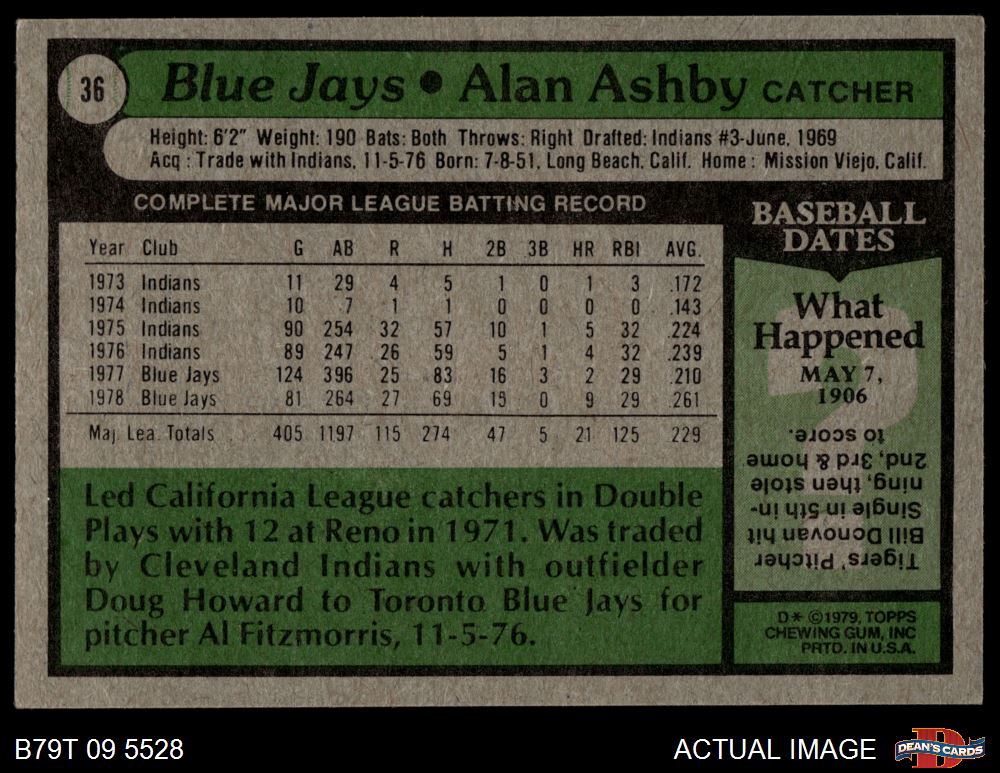 36
Blue Jays • Alan Ashby CATCHER
Height: 6'2" Weight: 190 Bats: Both Throws: Right Drafted: Indians #3-June, 1969
Acq : Trade with Indians, 11-5-76 Born: 7-8-51, Long Beach, Calif. Home : Mission Viejo, Calif.
COMPLETE MAJOR LEAGUE BATTING RECORD
Year Club G AB R H 2B 3B HR RBI AVG.
1973 Indians 11 29 4 5 1 0 1 3 .172
1974 Indians 10 7 1 1 0 0 0 0 .143
1975 Indians 90 254 32 57 10 1 5 32 .224
1976 Indians 89 247 26 59 5 1 4 32 .239
1977 Blue Jays 124 396 25 83 16 3 2 29 .210
1978 Blue Jays 81 264 27 69 15 0 9 29 .261
Maj. Lea. Totals 405 1197 115 274 47 5 21 125 .229
Led California League catchers in Double
Plays with 12 at Reno in 1971. Was traded
by Cleveland Indians with outfielder
Doug Howard to Toronto Blue Jays for
pitcher Al Fitzmorris, 11-5-76.
BASEBALL
DATES
What
Happened
MAY 7,
1906
?
Tigers' Pitcher
Bill Donovan hit
Single in 5th in-
ning, then stole
2nd, 3rd & home
to score.
D* ©1979, TOPPS
CHEWING GUM, INC
PRTD. IN U.S.A.
B79T 09 5528
ACTUAL IMAGE
D
DEAN'S CARDS